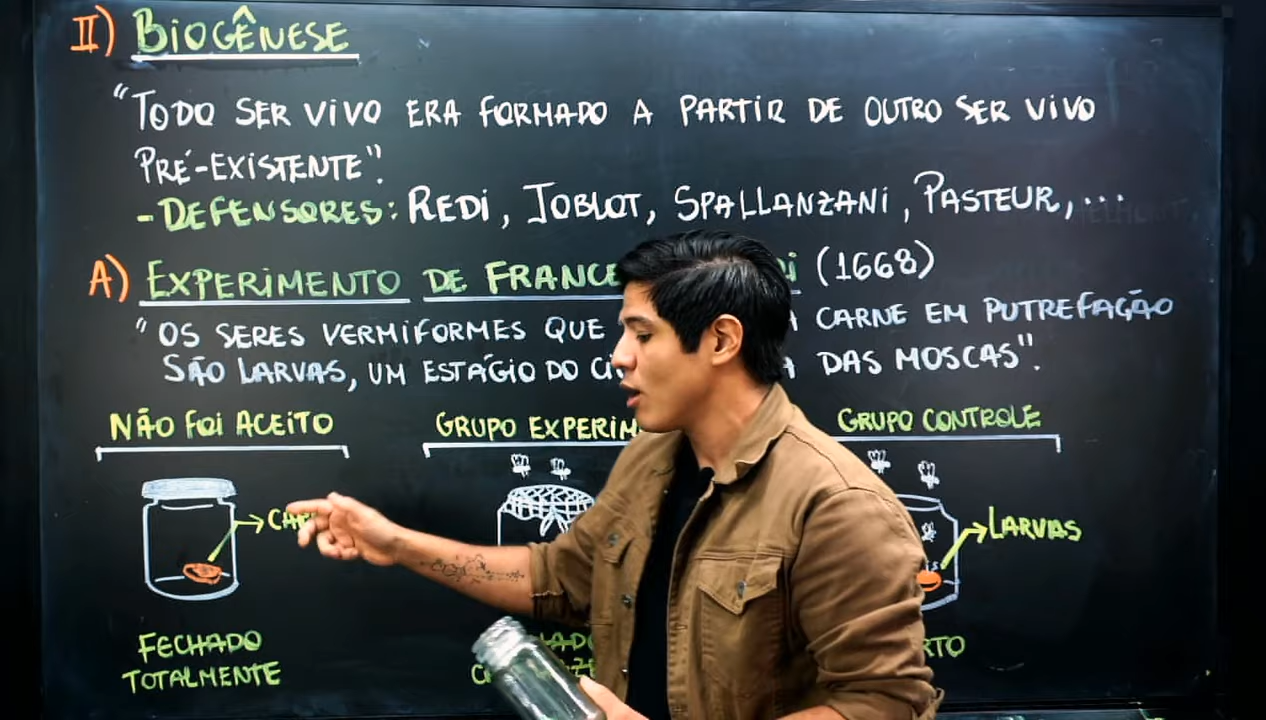 II) BIOGÊNESE
"TODO SER VIVO ERA FORMADO A PARTIR DE OUTRO SER VIVO
PRÉ-EXISTENTE".
- DEFENSORES: REDI, JOBLOT, SPALLANZANI, PASTEUR, ...
A) EXPERIMENTO DE (1668)
"OS SERES VERMIFORMES QUE CARNE EM PUTREFAÇÃO
SÃO LARVAS, UM ESTÁGIO DO DAS MOSCAS".
NÃO FOI ACEITO GRUPO GRUPO CONTROLE
LARVAS
FECHADO
TOTALMENTE